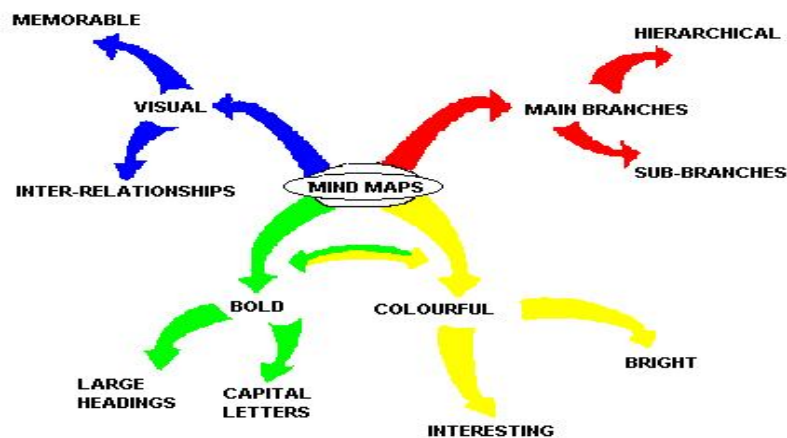 MEMORABLE
HIERARCHICAL
VISUAL
MAIN BRANCHES
INTER-RELATIONSHIPS
SUB-BRANCHES
MIND MAPS
BOLD
COLOURFUL
LARGE
HEADINGS
CAPITAL
LETTERS
BRIGHT
INTERESTING